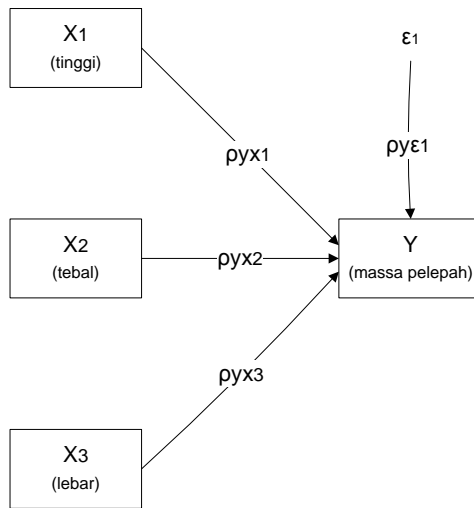 X1
(tinggi)
ε1
ρyx1
ρyε1
X2
(tebal)
ρyx2
Y
(massa pelepah)
ρyx3
X3
(lebar)